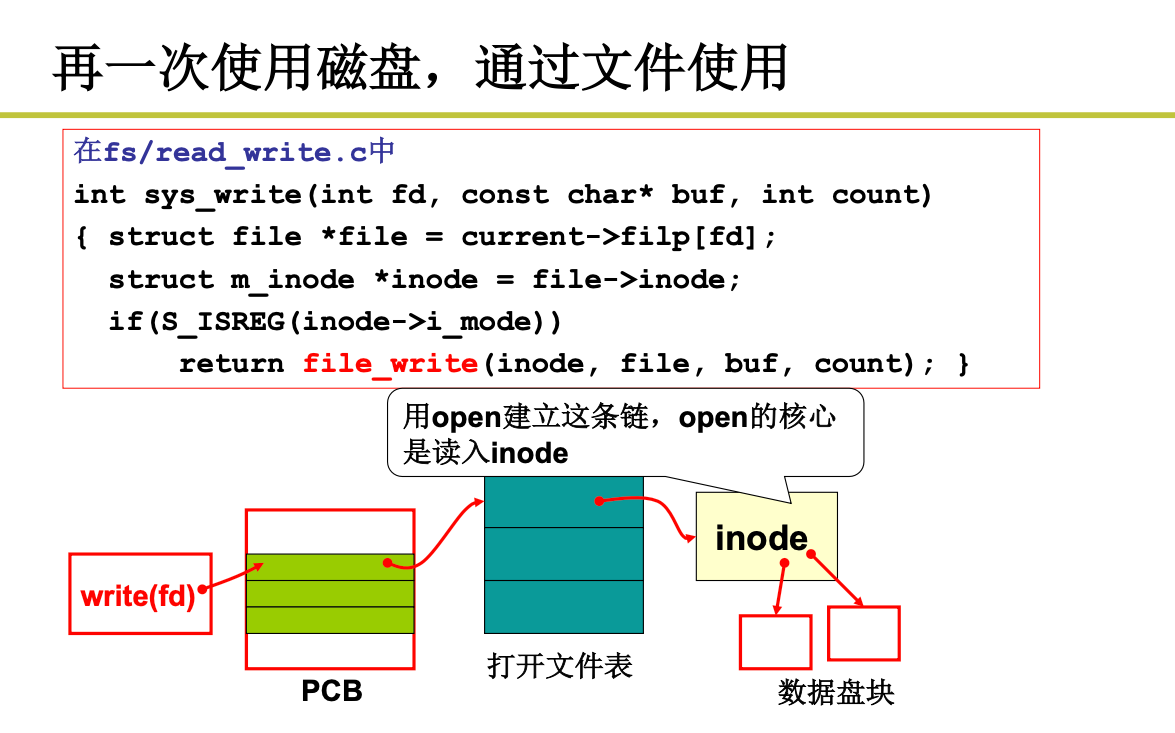 再一次使用磁盘，通过文件使用
在fs/read_write.c中
int sys_write(int fd, const char* buf, int count)
{ struct file *file = current->filp[fd];
struct m_inode *inode = file->inode;
if(S_ISREG(inode->i_mode))
return file_write(inode, file, buf, count); }
用open建立这条链，open的核心
是读入inode
inode
write(fd)
打开文件表
PCB
数据盘块